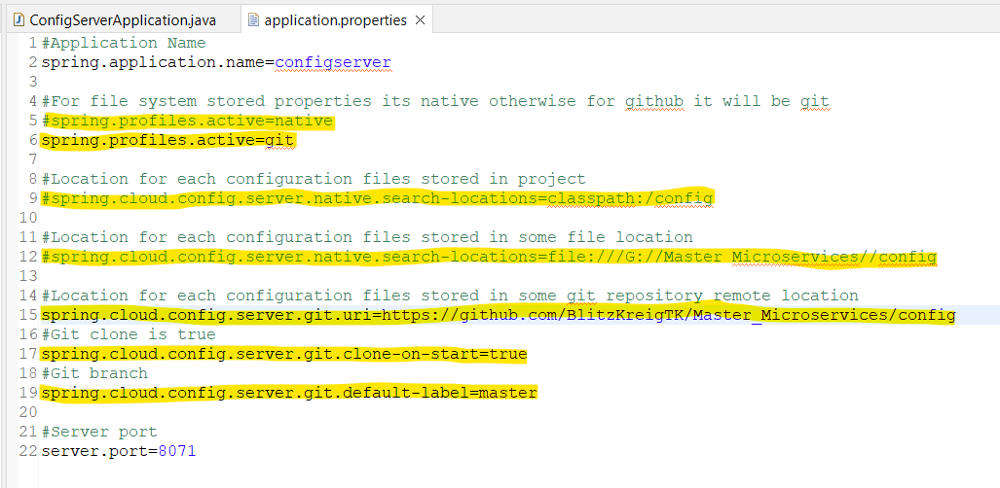 ConfigServerApplication.java application.properties
1 #Application Name
2 spring.application.name=configserver
3
4 #For file system stored properties its native otherwise for github it will be git
5 #spring.profiles.active=native
6 spring.profiles.active=git
7
8 #Location for each configuration files stored in project
9 #spring.cloud.config.server.native.search-locations=classpath:/config
10
11 #Location for each configuration files stored in some file location
12 #spring.cloud.config.server.native.search-locations=file:///G://Master Microservices//config
13
14 #Location for each configuration files stored in some git repository remote location
15 spring.cloud.config.server.git.uri=https://github.com/BlitzKreigTK/Master_Microservices/config
16 #Git clone is true
17 spring.cloud.config.server.git.clone-on-start=true
18 #Git branch
19 spring.cloud.config.server.git.default-label=master
20
21 #Server port
22 server.port=8071